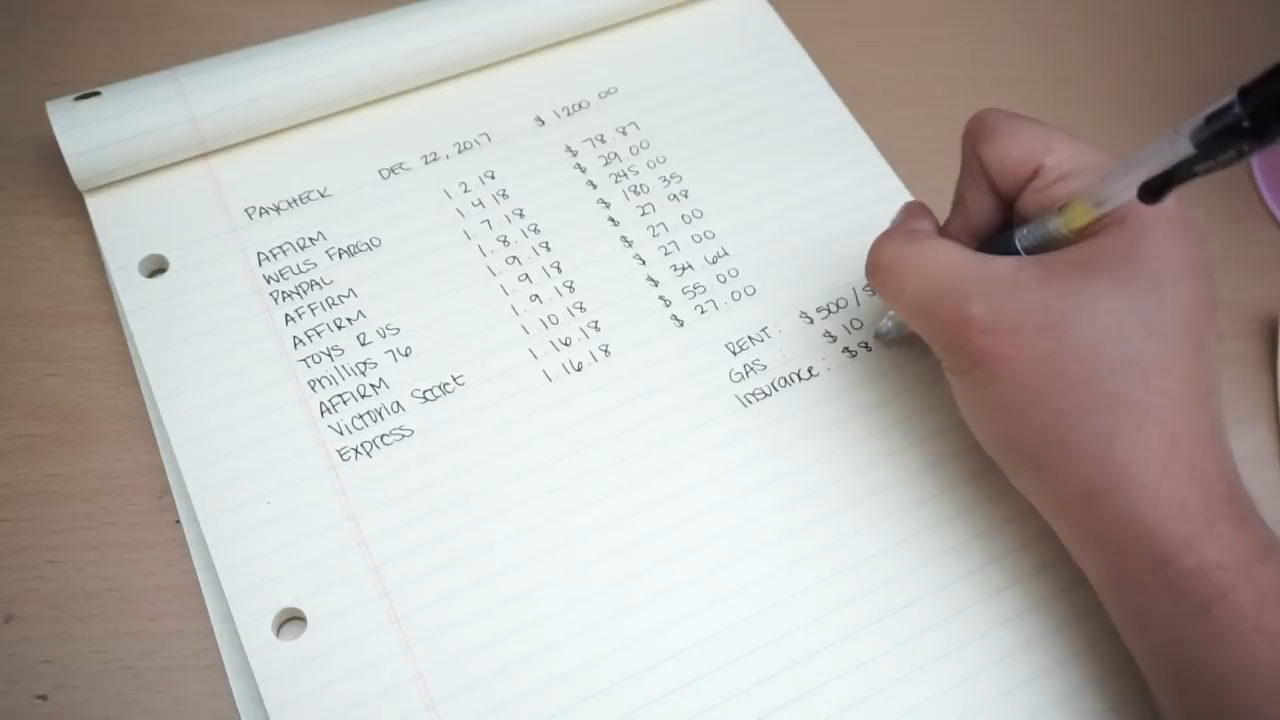 PAYCHECK DEC 22, 2017 $ 1200 00
AFFIRM 1.2.18 $ 78.87
WELLS FARGO 1.4.18 $ 29 00
PAYPAL 1.7.18 $ 245 00
AFFIRM 1.8.18 $ 180.35
AFFIRM 1.9.18 $ 27.98
TOYS R US 1.9.18 $ 27.00
Phillips 76 1.9.18 $ 27 00
AFFIRM 1.10.18 $ 34 64
Victoria Secret 1.16.18 $ 55 00
Express 1.16.18 $ 27.00
RENT: $500/
GAS : $10
Insurance: $8